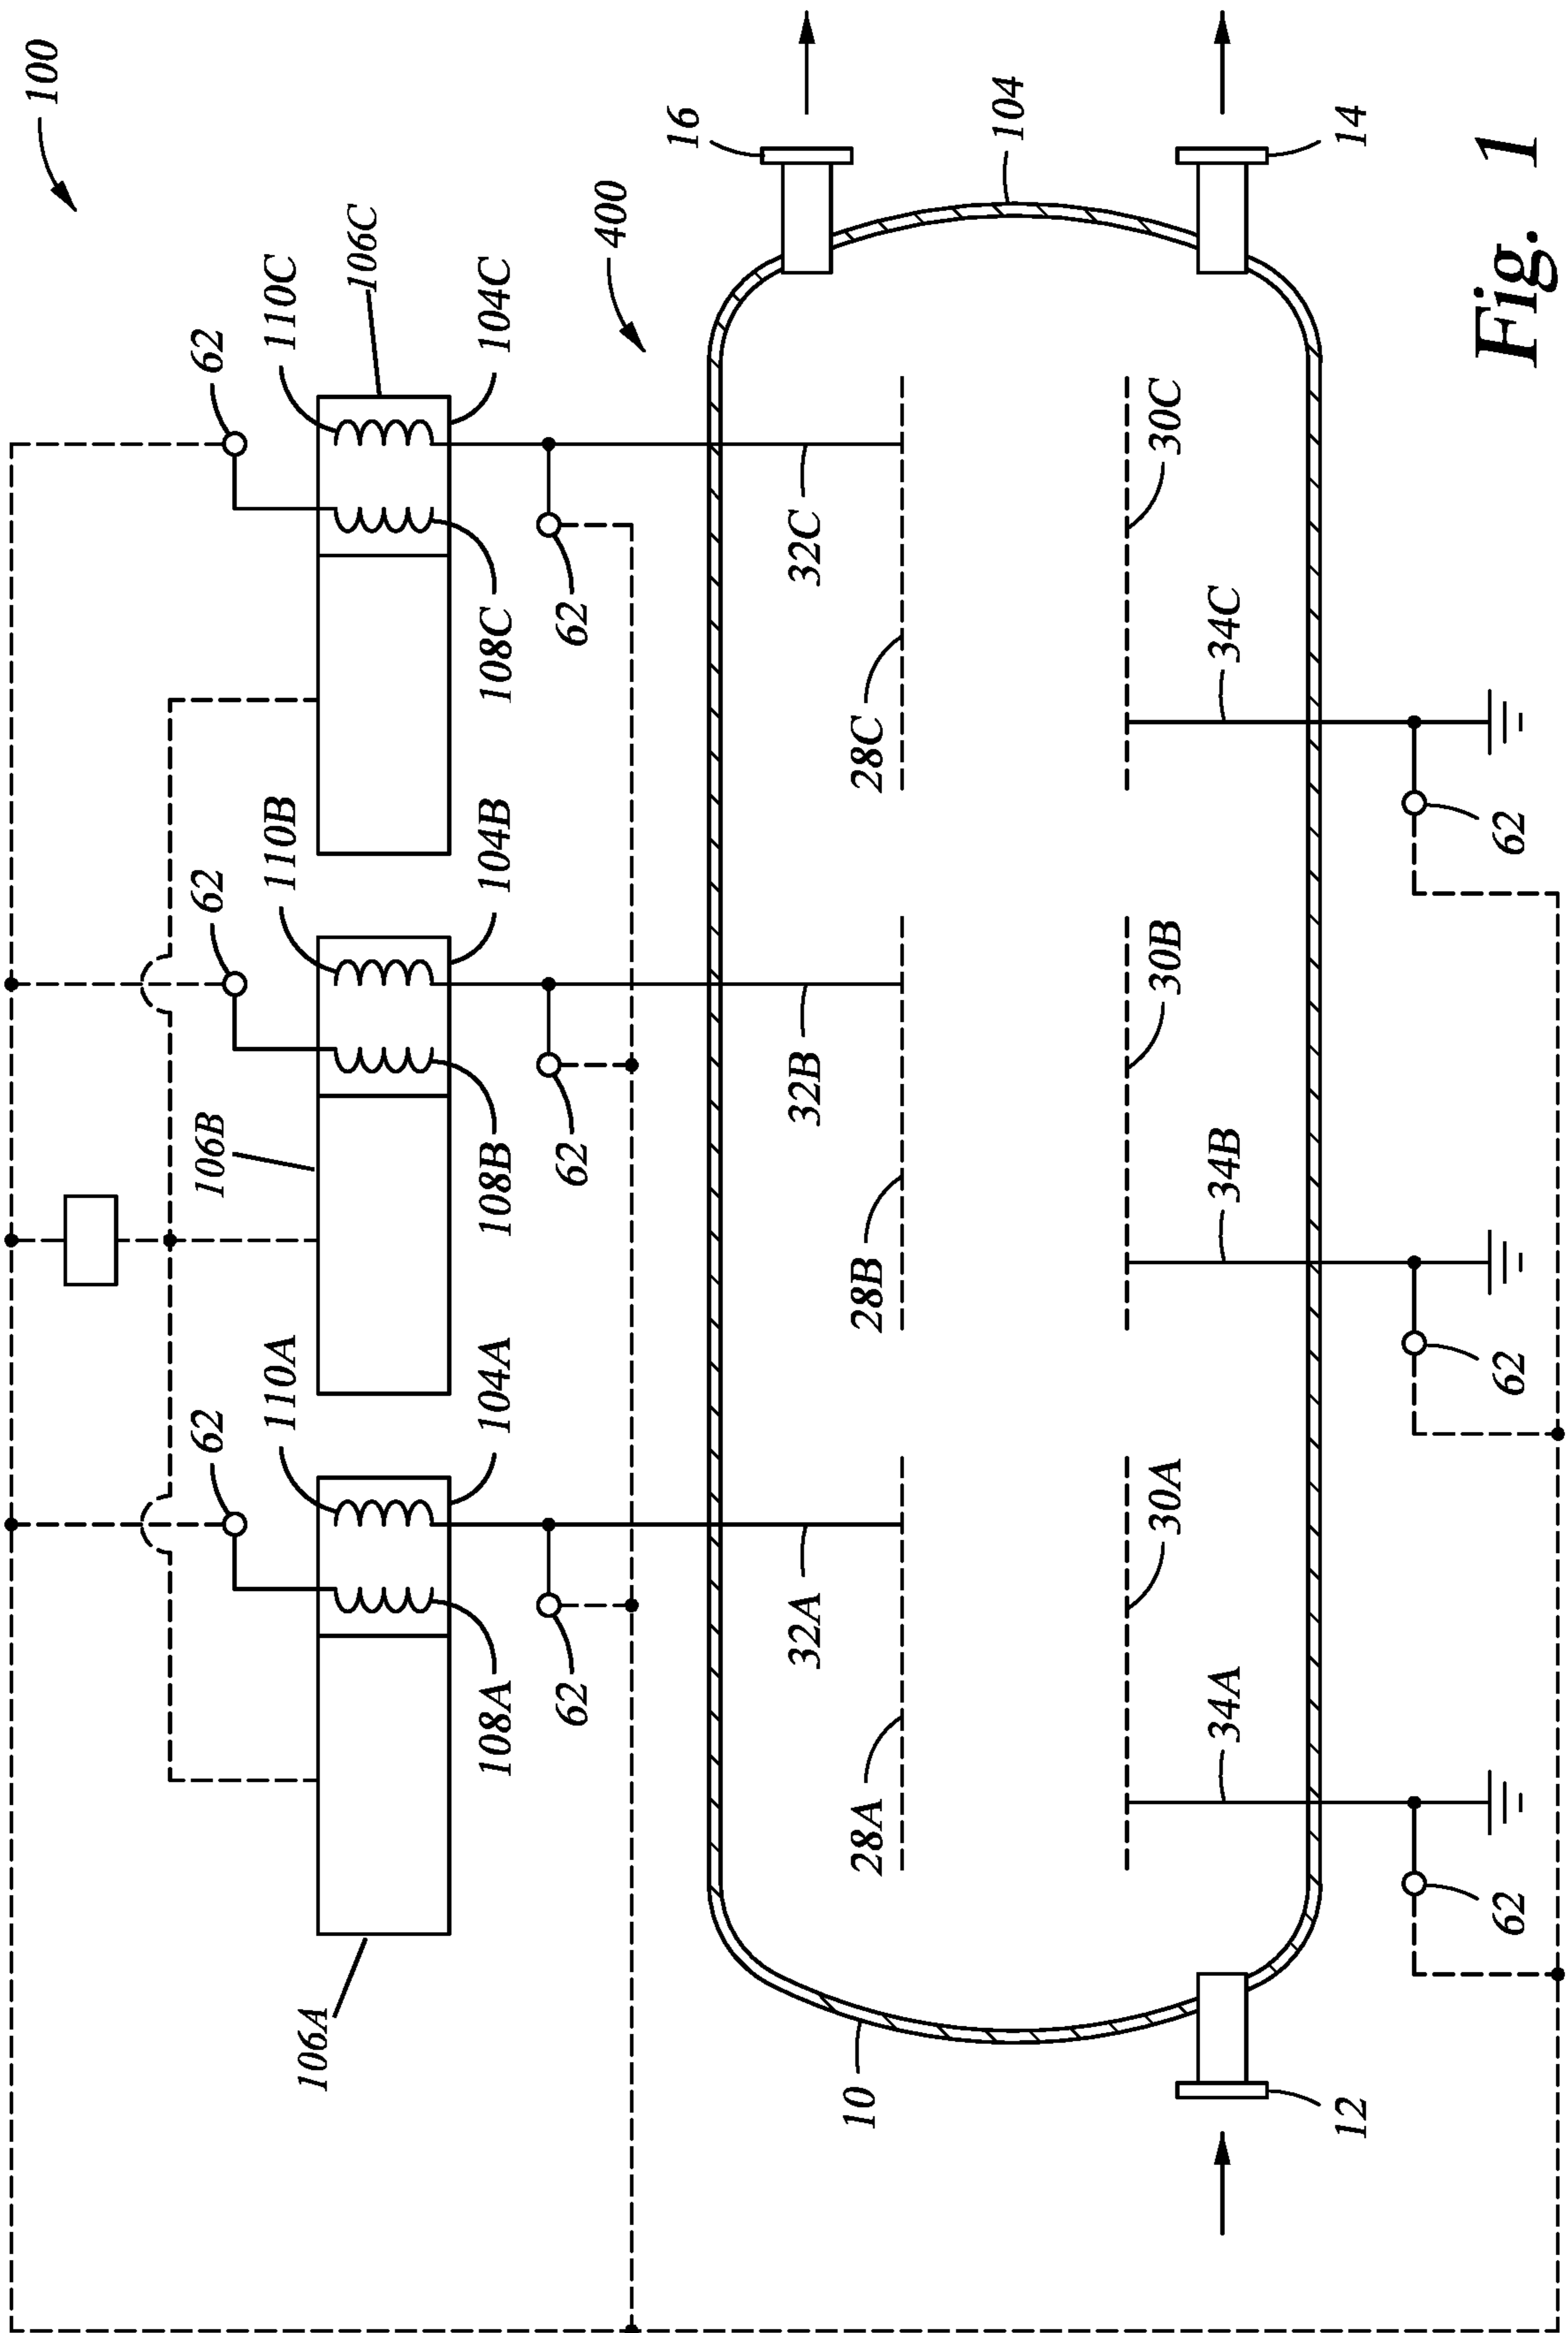 100
62 106B 62 62
110A 110B 110C
106A 106C
108A 104A 108B 104B 108C 104C
62 62 62 400
16
32A 32B 32C
10 28A 28B 28C
104
30A 30B 30C
34A 34B 34C
12 14
62 62 62
Fig. 1